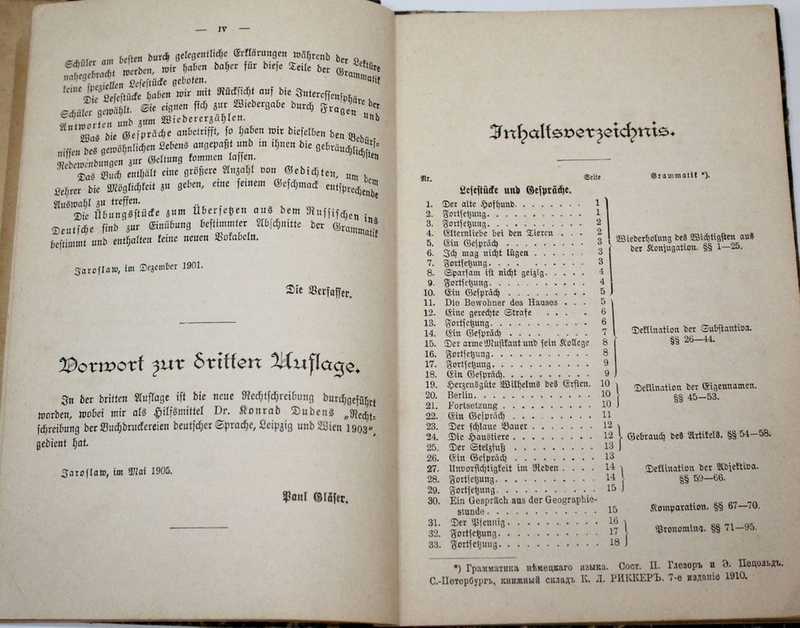 — IV —
Schüler am besten durch gelegentliche Erklärungen während der Lektüre
nahegebracht werden, wir haben daher für diese Teile der Grammatik
keine speziellen Lesestücke geboten.
Die Lesestücke haben wir mit Rücksicht auf die Interessensphäre der
Schüler gewählt. Sie eignen sich zur Wiedergabe durch Fragen und
Antworten und zum Wiedererzählen.
Was die Gespräche anbetrifft, so haben wir dieselben den Bedürf-
nissen des gewöhnlichen Lebens angepaßt und in ihnen die gebräuchlichsten
Redewendungen zur Geltung kommen lassen.
Das Buch enthält eine größere Anzahl von Gedichten, um dem
Lehrer die Möglichkeit zu geben, eine seinem Geschmack entsprechende
Auswahl zu treffen.
Die Übungsstücke zum Übersetzen aus dem Russischen ins
Deutsche sind zur Einübung bestimmter Abschnitte der Grammatik
bestimmt und enthalten keine neuen Vokabeln.
Jaroslaw, im Dezember 1901.
Die Verfasser.
Vorwort zur dritten Auflage.
In der dritten Auflage ist die neue Rechtschreibung durchgeführt
worden, wobei mir als Hilfsmittel Dr. Konrad Dudens „Recht-
schreibung der Buchdruckereien deutscher Sprache, Leipzig und Wien 1903“,
gedient hat.
Jaroslaw, im Mai 1905.
Paul Gläser.
Inhaltsverzeichnis.
Nr. Seite Grammatik *).
Lesestücke und Gespräche.
1. Der alte Hofhund. . . . . . . . . 1
2. Fortsetzung. . . . . . . . . . . 1
3. Fortsetzung. . . . . . . . . . . 2
4. Elternliebe bei den Tieren . . . 2
5. Ein Gespräch . . . . . . . . . 3 Wiederholung des Wichtigsten aus
6. Ich mag nicht lügen . . . . . . 3 der Konjugation. §§ 1—25.
7. Fortsetzung. . . . . . . . . . . 3
8. Sparsam ist nicht geizig. . . . . 4
9. Fortsetzung. . . . . . . . . . . 4
10. Ein Gespräch . . . . . . . . . 5
11. Die Bewohner des Hauses . . . 5
12. Eine gerechte Strafe . . . . 6
13. Fortsetzung. . . . . . . . . . . 6
14. Ein Gespräch . . . . . . . . . 7 Deklination der Substantiva.
15. Der arme Musikant und sein Kollege 8 §§ 26—44.
16. Fortsetzung. . . . . . . . . . . 8
17. Fortsetzung. . . . . . . . . . . 9
18. Ein Gespräch. . . . . . . . . . 9
19. Herzensgüte Wilhelms des Ersten. 10 Deklination der Eigennamen.
20. Berlin. . . . . . . . . . . . . 10 §§ 45—53.
21. Fortsetzung . . . . . . . . . . 10
22. Ein Gespräch . . . . . . . . . 11
23. Der schlaue Bauer . . . . . . . 12
24. Die Haustiere . . . . . . . . . 12 Gebrauch des Artikels. §§ 54—58.
25. Der Stelzfuß . . . . . . . . . 13
26. Ein Gespräch . . . . . . . . . 13
27. Unvorsichtigkeit im Reden . . . . 14 Deklination der Adjektiva.
28. Fortsetzung. . . . . . . . . . . 14 §§ 59—66.
29. Fortsetzung. . . . . . . . . . . 15
30. Ein Gespräch aus der Geographie-
stunde . . . . . . . . . . . 15 Komparation. §§ 67—70.
31. Der Pfennig . . . . . . . . . . 16
32. Fortsetzung. . . . . . . . . . . 17 Pronomina. §§ 71—95.
33. Fortsetzung. . . . . . . . . . . 18
*) Грамматика нѣмецкаго языка. Сост. П. Глезеръ и Э. Пецольдъ.
С.-Петербургъ, книжный складъ К. Л. РИККЕРЪ. 7-е изданіе 1910.